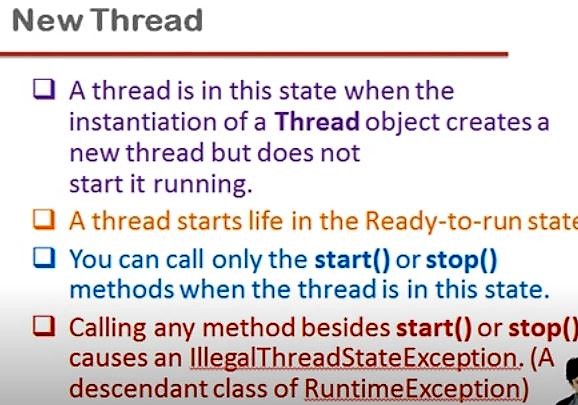 New Thread
❑ A thread is in this state when the
instantiation of a Thread object creates a
new thread but does not
start it running.
❑ A thread starts life in the Ready-to-run state
❑ You can call only the start() or stop()
methods when the thread is in this state.
❑ Calling any method besides start() or stop()
causes an IllegalThreadStateException. (A
descendant class of RuntimeException)